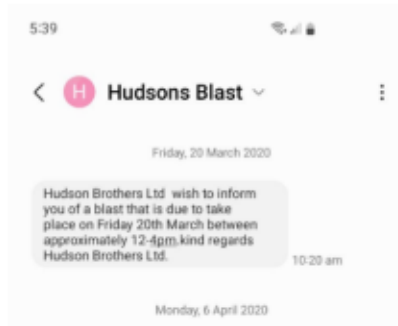 5:39
H Hudsons Blast
Friday, 20 March 2020
Hudson Brothers Ltd wish to inform
you of a blast that is due to take
place on Friday 20th March between
approximately 12-4pm.kind regards
Hudson Brothers Ltd.
10:20 am
Monday, 6 April 2020